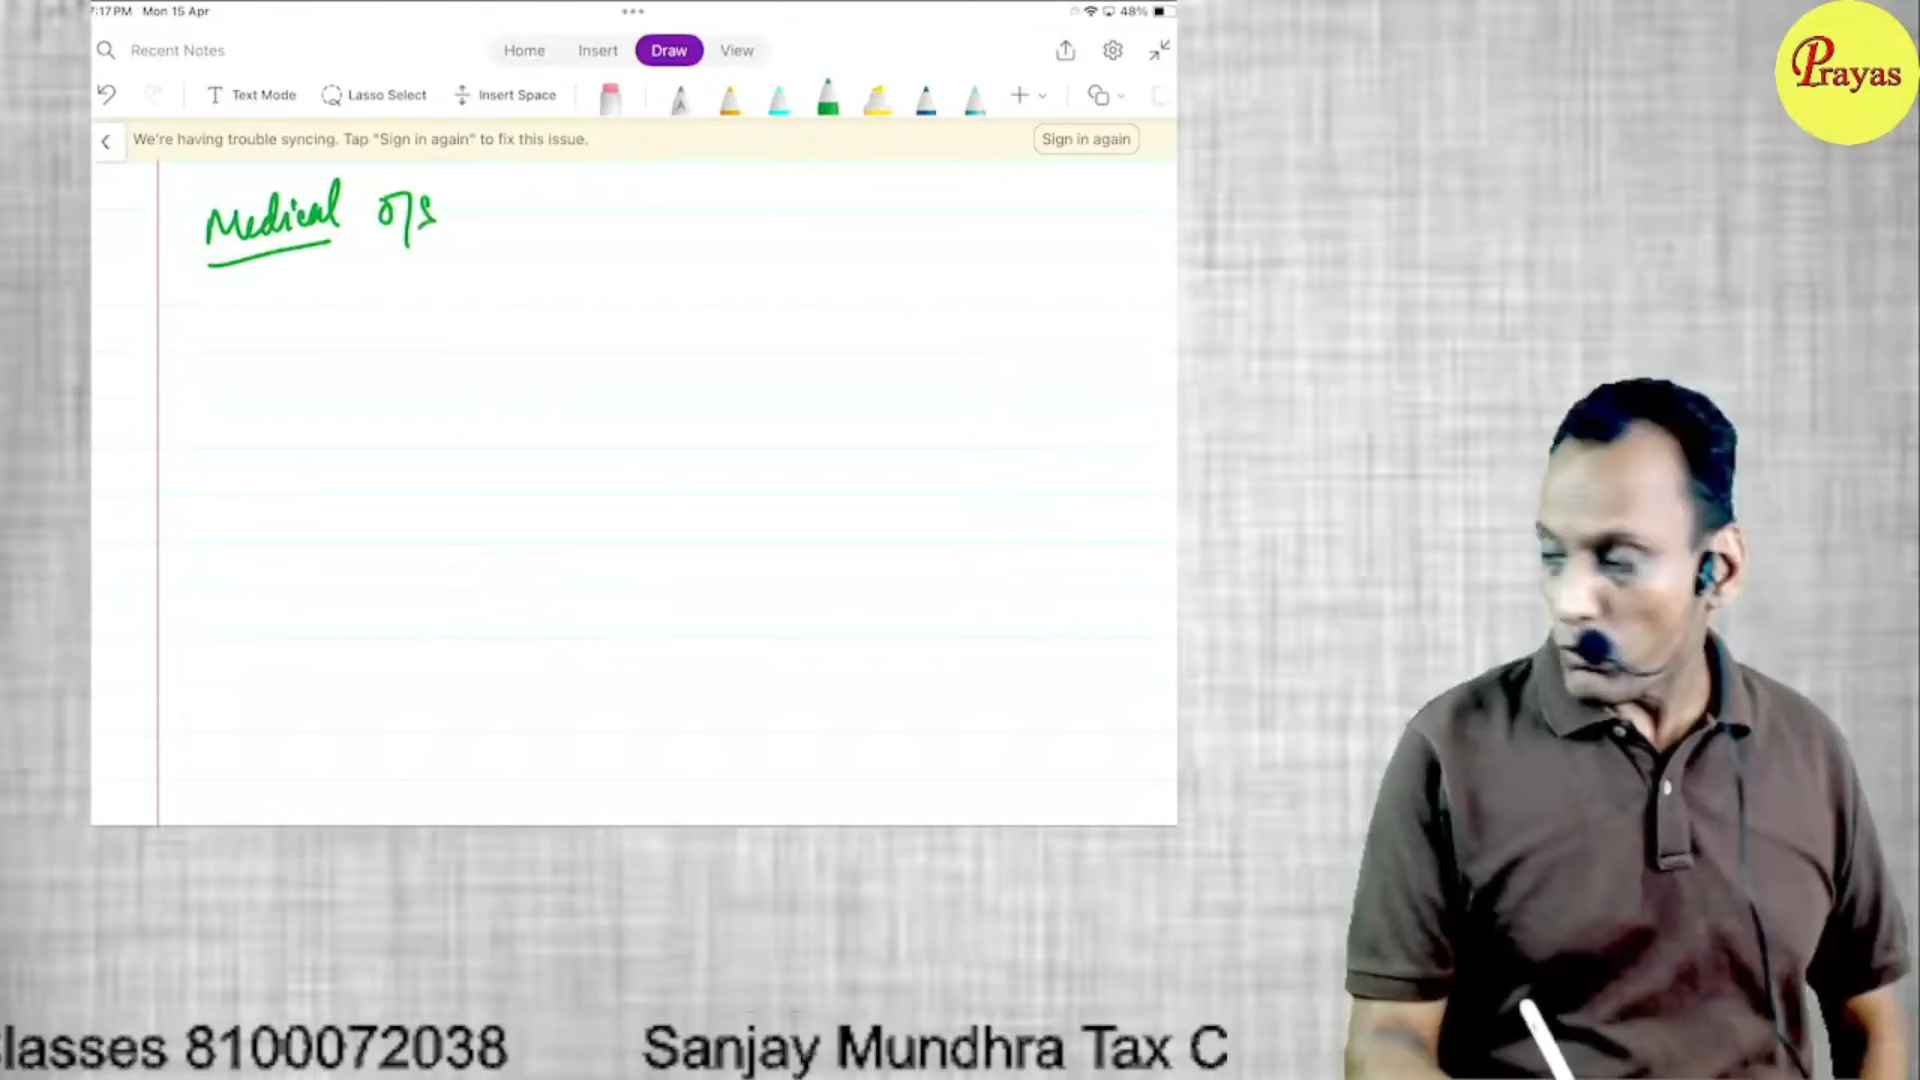 7:17 PM Mon 15 Apr
48%
Recent Notes
Home Insert Draw View
Text Mode Lasso Select Insert Space
We're having trouble syncing. Tap "Sign in again" to fix this issue.
Sign in again
Medical
Prayas
lasses 8100072038 Sanjay Mundhra Tax C